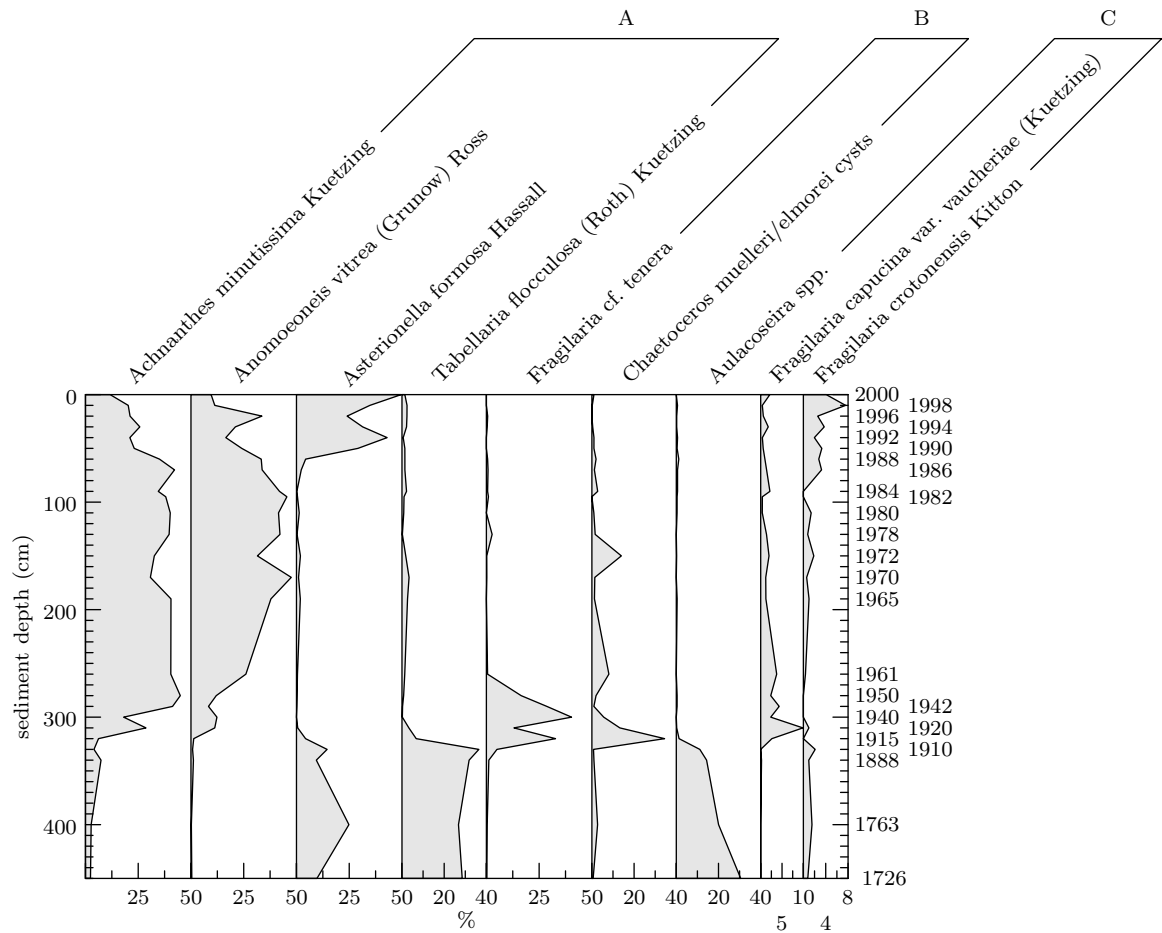 A B C
Achnanthes minutissima Kuetzing
Anomoeoneis vitrea (Grunow) Ross
Asterionella formosa Hassall
Tabellaria flocculosa (Roth) Kuetzing
Fragilaria cf. tenera
Chaetoceros muelleri/elmorei cysts
Aulacoseira spp.
Fragilaria capucina var. vaucheriae (Kuetzing)
Fragilaria crotonensis Kitton
sediment depth (cm)
0
100
200
300
400
2000
1998
1996
1994
1992
1990
1988
1986
1984
1982
1980
1978
1972
1970
1965
1961
1950
1942
1940
1920
1915
1910
1888
1763
1726
25 50 25 50 25 50 20 40 25 50 20 40 20 40 10 8
% 5 4